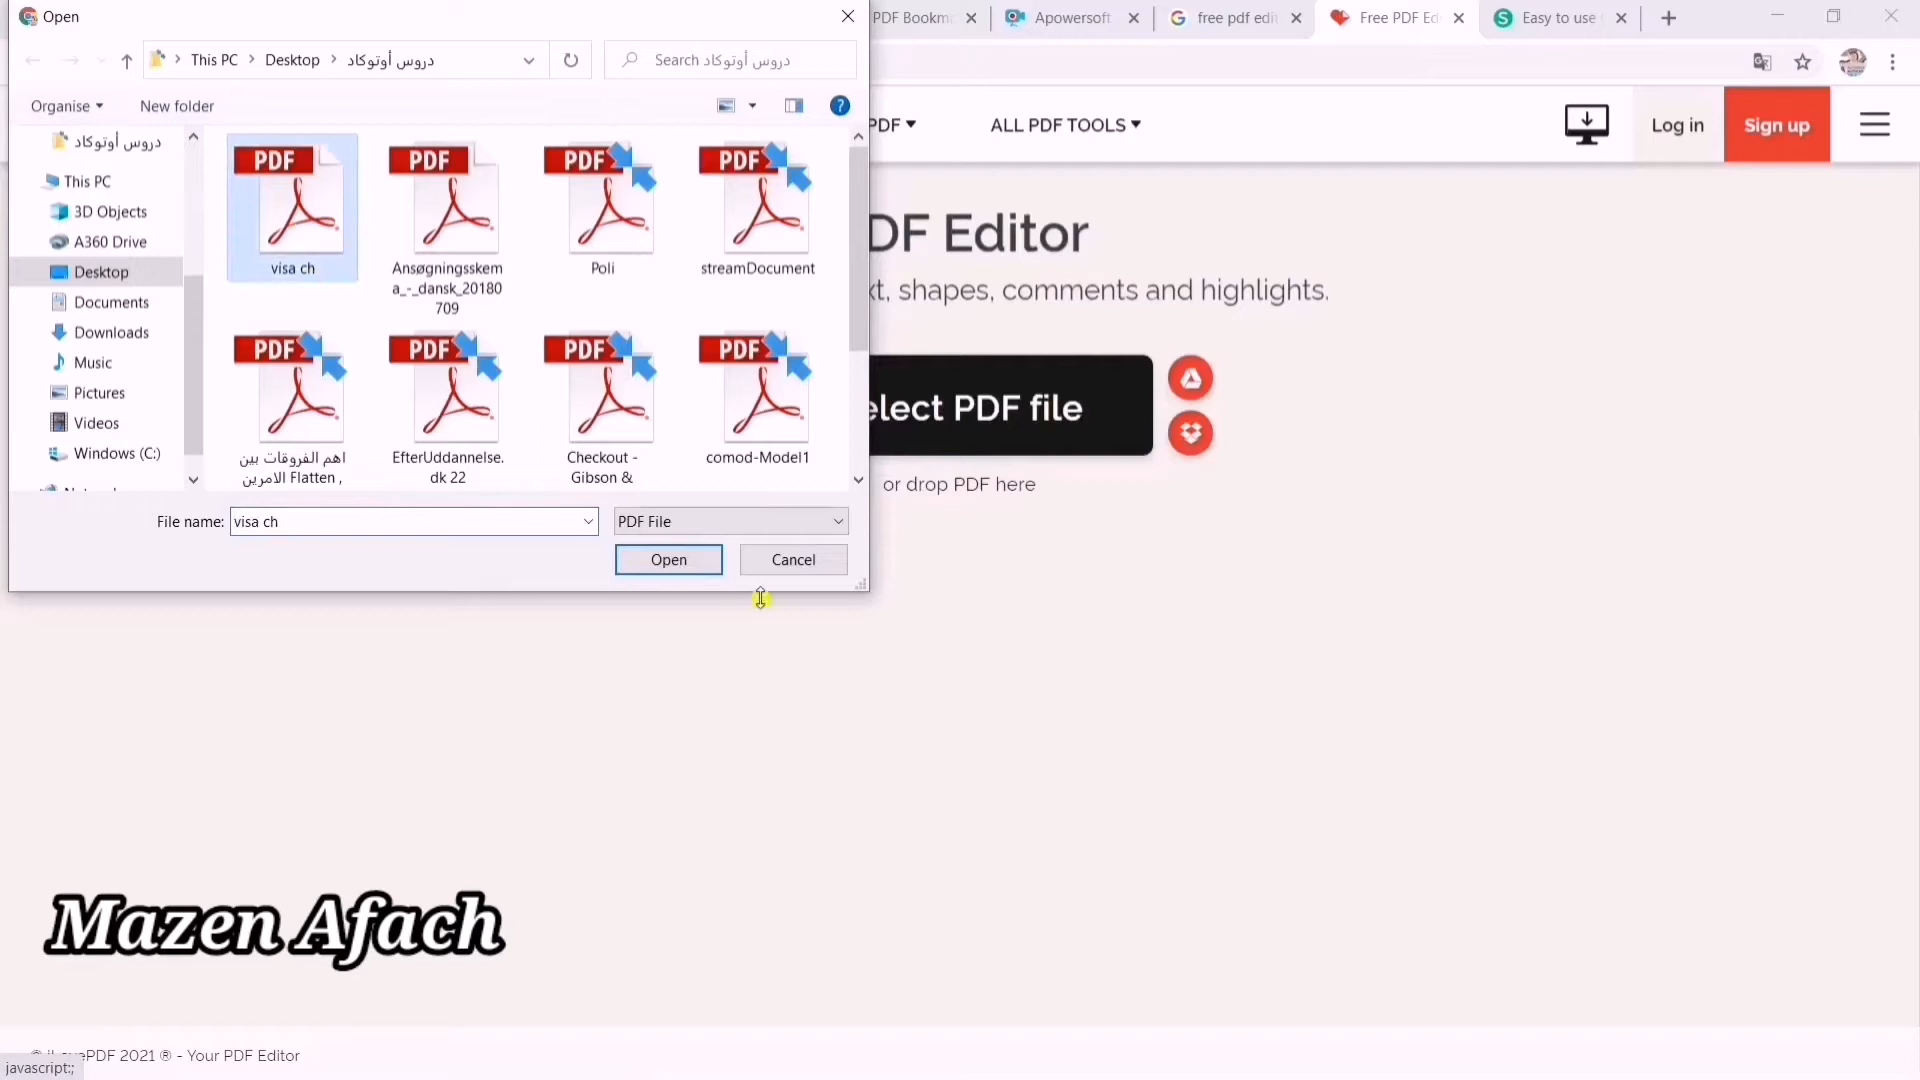 Open
PDF Bookm
Apowersoft
free pdf edi
Free PDF Ed
Easy to use
This PC
Desktop
دروس أوتوكاد
Search دروس أوتوكاد
Organise
New folder
PDF
ALL PDF TOOLS
Log in
Sign up
دروس أوتوكاد
This PC
3D Objects
A360 Drive
Desktop
Documents
Downloads
Music
Pictures
Videos
Windows (C:)
PDF
PDF
PDF
PDF
visa ch
Ansøgningsskem
a_-_dansk_20180
709
Poli
streamDocument
PDF
PDF
PDF
PDF
اهم الفروقات بين
الامرين Flatten ,
EfterUddannelse.
dk 22
Checkout -
Gibson &
comod-Model1
File name:
visa ch
PDF File
Open
Cancel
DF Editor
xt, shapes, comments and highlights.
elect PDF file
or drop PDF here
Mazen Afach
PDF 2021 ® - Your PDF Editor
javascript:;